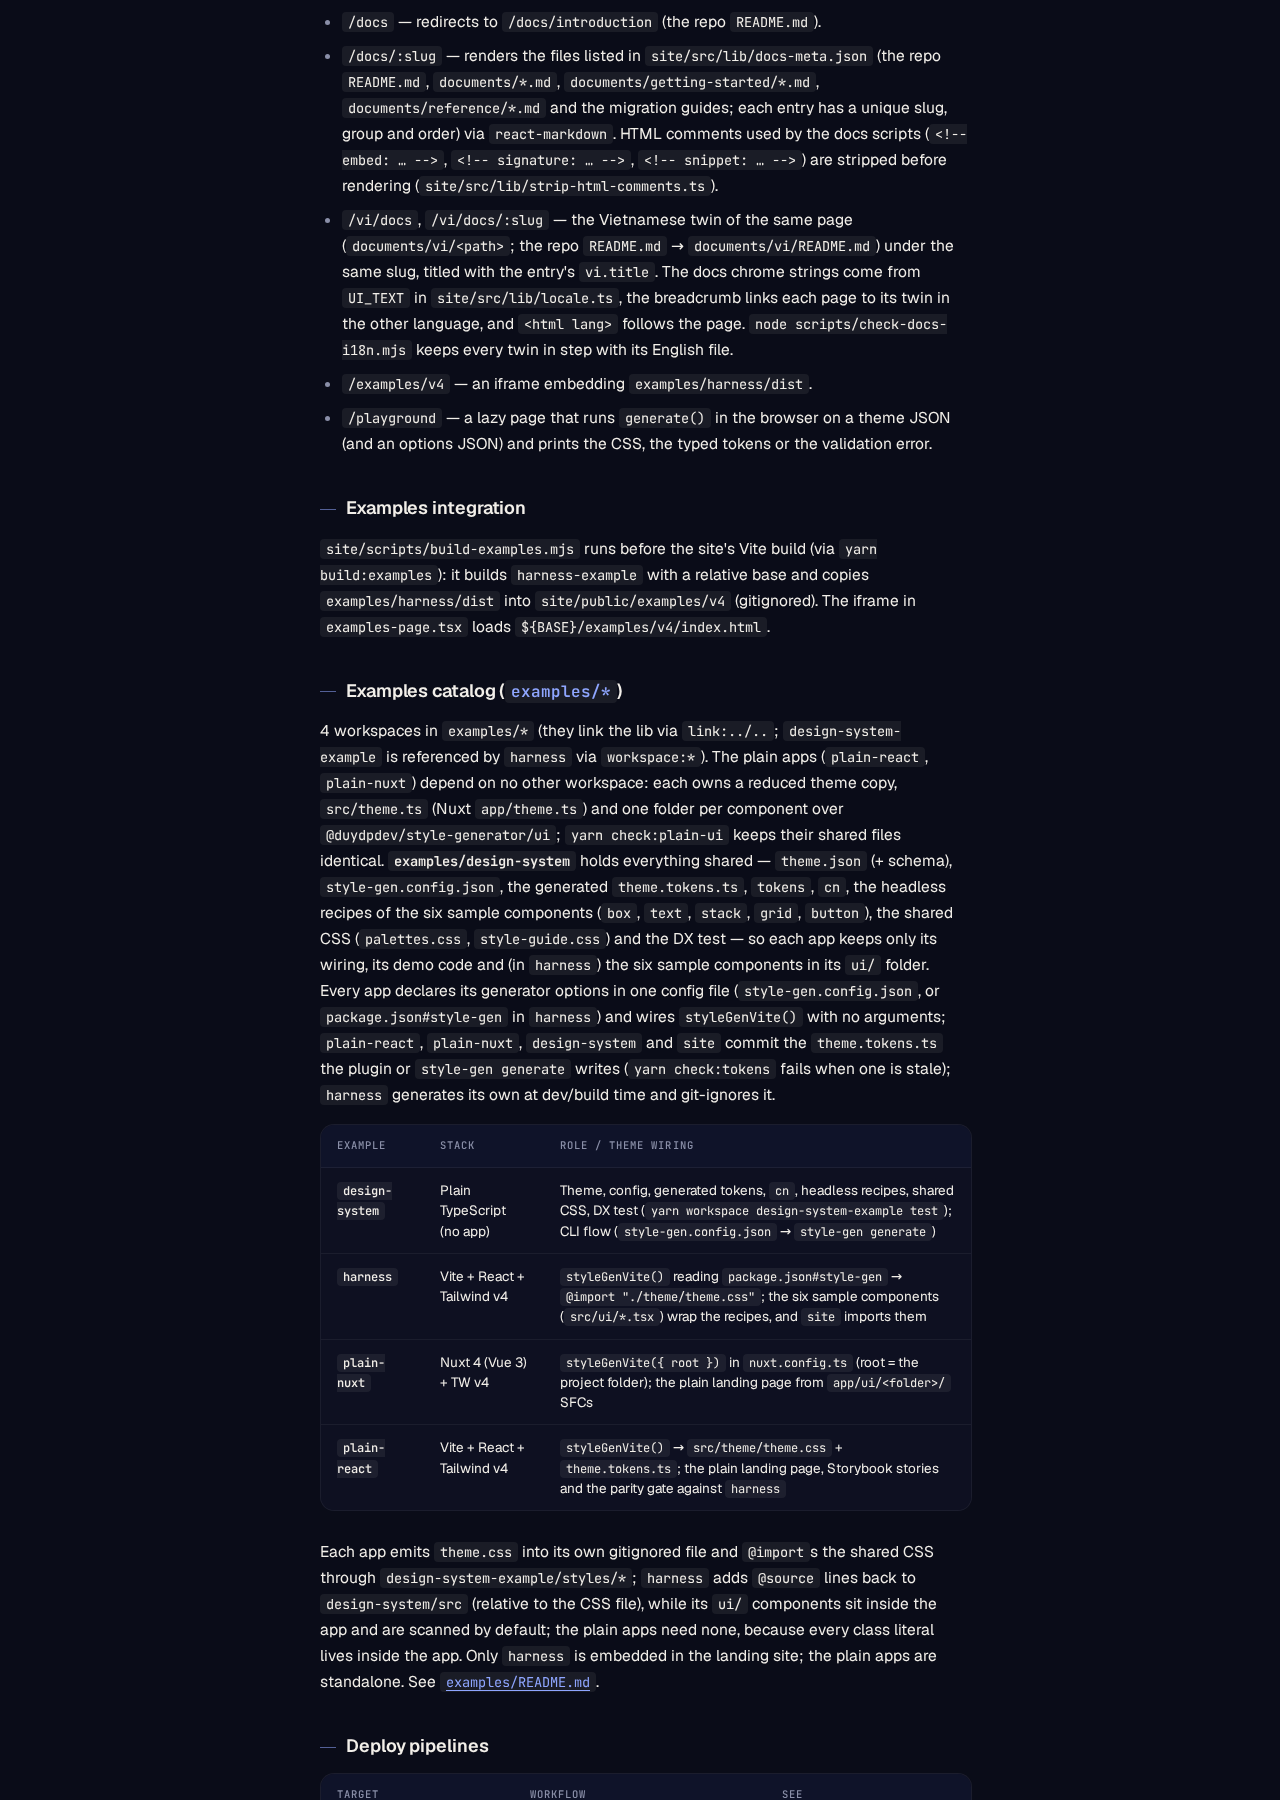 /docs — redirects to /docs/introduction (the repo README.md).
/docs/:slug — renders the files listed in site/src/lib/docs-meta.json (the repo
README.md, documents/*.md, documents/getting-started/*.md,
documents/reference/*.md and the migration guides; each entry has a unique slug,
group and order) via react-markdown. HTML comments used by the docs scripts (<!--
embed: … -->, <!-- signature: … -->, <!-- snippet: … -->) are stripped before
rendering (site/src/lib/strip-html-comments.ts).
/vi/docs, /vi/docs/:slug — the Vietnamese twin of the same page
(documents/vi/<path>; the repo README.md → documents/vi/README.md) under the
same slug, titled with the entry's vi.title. The docs chrome strings come from
UI_TEXT in site/src/lib/locale.ts, the breadcrumb links each page to its twin in
the other language, and <html lang> follows the page. node scripts/check-docs-
i18n.mjs keeps every twin in step with its English file.
/examples/v4 — an iframe embedding examples/harness/dist.
/playground — a lazy page that runs generate() in the browser on a theme JSON
(and an options JSON) and prints the CSS, the typed tokens or the validation error.
— Examples integration
site/scripts/build-examples.mjs runs before the site's Vite build (via yarn
build:examples): it builds harness-example with a relative base and copies
examples/harness/dist into site/public/examples/v4 (gitignored). The iframe in
examples-page.tsx loads ${BASE}/examples/v4/index.html.
— Examples catalog (examples/*)
4 workspaces in examples/* (they link the lib via link:../..; design-system-
example is referenced by harness via workspace:*). The plain apps (plain-react,
plain-nuxt) depend on no other workspace: each owns a reduced theme copy,
src/theme.ts (Nuxt app/theme.ts) and one folder per component over
@duydpdev/style-generator/ui; yarn check:plain-ui keeps their shared files
identical. examples/design-system holds everything shared — theme.json (+ schema),
style-gen.config.json, the generated theme.tokens.ts, tokens, cn, the headless
recipes of the six sample components (box, text, stack, grid, button), the shared
CSS (palettes.css, style-guide.css) and the DX test — so each app keeps only its
wiring, its demo code and (in harness) the six sample components in its ui/ folder.
Every app declares its generator options in one config file (style-gen.config.json, or
package.json#style-gen in harness) and wires styleGenVite() with no arguments;
plain-react, plain-nuxt, design-system and site commit the theme.tokens.ts
the plugin or style-gen generate writes (yarn check:tokens fails when one is stale);
harness generates its own at dev/build time and git-ignores it.
EXAMPLE STACK ROLE / THEME WIRING
design-
system
Plain
TypeScript
(no app)
Theme, config, generated tokens, cn, headless recipes, shared
CSS, DX test (yarn workspace design-system-example test);
CLI flow (style-gen.config.json → style-gen generate)
harness
Vite + React +
Tailwind v4
styleGenVite() reading package.json#style-gen →
@import "./theme/theme.css"; the six sample components
(src/ui/*.tsx) wrap the recipes, and site imports them
plain-
nuxt
Nuxt 4 (Vue 3)
+ TW v4
styleGenVite({ root }) in nuxt.config.ts (root = the
project folder); the plain landing page from app/ui/<folder>/
SFCs
plain-
react
Vite + React +
Tailwind v4
styleGenVite() → src/theme/theme.css +
theme.tokens.ts; the plain landing page, Storybook stories
and the parity gate against harness
Each app emits theme.css into its own gitignored file and @imports the shared CSS
through design-system-example/styles/*; harness adds @source lines back to
design-system/src (relative to the CSS file), while its ui/ components sit inside the
app and are scanned by default; the plain apps need none, because every class literal
lives inside the app. Only harness is embedded in the landing site; the plain apps are
standalone. See examples/README.md.
— Deploy pipelines
TARGET WORKFLOW SEE